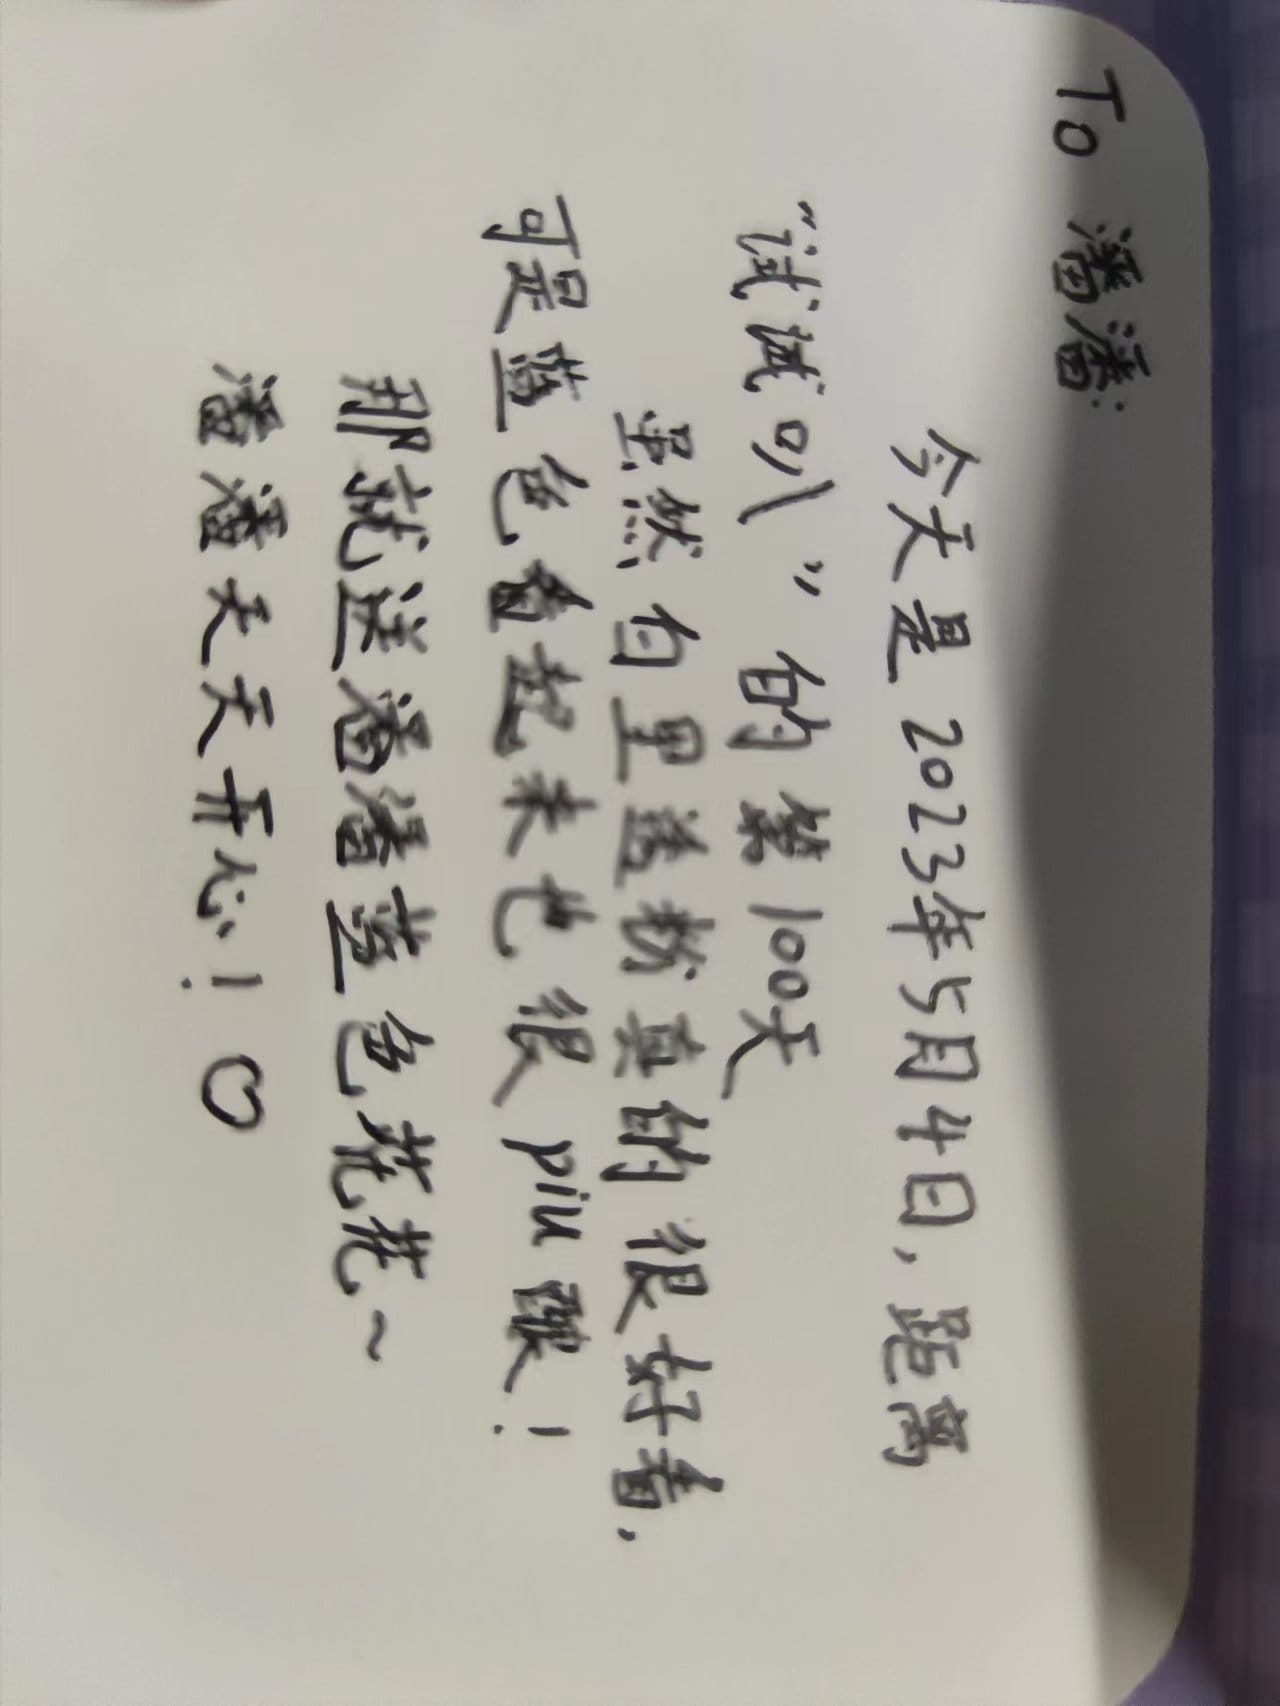 To 潘潘:
今天是2023年5月4日, 距离
“试试叭”的第100天
虽然白里透粉真的很好看,
可是蓝色看起来也很piu酿!
那就送潘潘蓝色花花~
潘潘天天开心! ♡